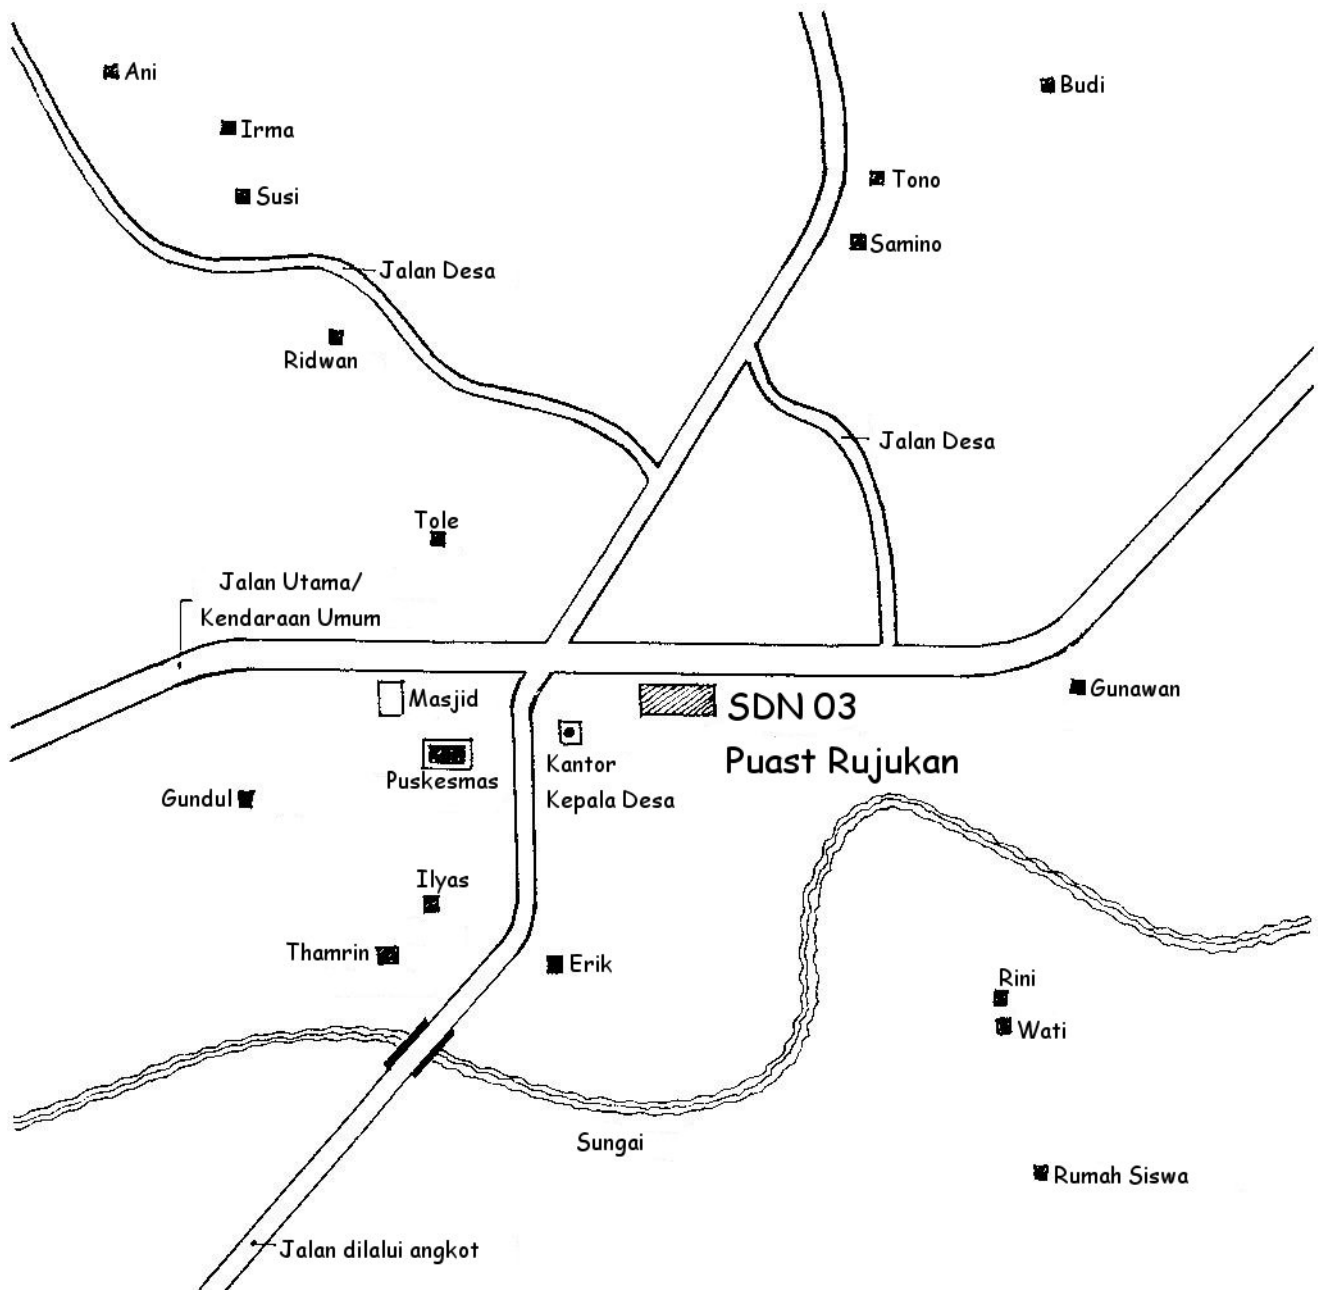 Ani
Budi
Irma
Tono
Susi
Samino
Jalan Desa
Ridwan
Jalan Desa
Tole
Jalan Utama/
Kendaraan Umum
Masjid
Gunawan
SDN 03
Puast Rujukan
Puskesmas
Kantor
Kepala Desa
Gundul
Ilyas
Thamrin
Erik
Rini
Wati
Sungai
Rumah Siswa
Jalan dilalui angkot